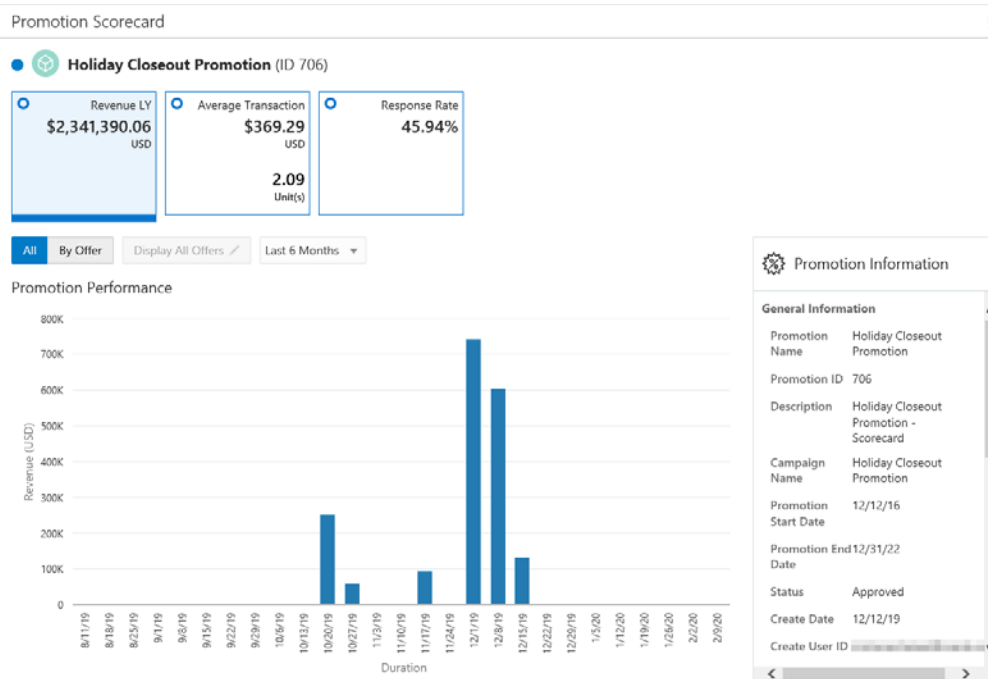 Promotion Scorecard
Holiday Closeout Promotion (ID 706)
Revenue LY
$2,341,390.06
USD
Average Transaction
$369.29
USD
2.09
Unit(s)
Response Rate
45.94%
All
By Offer
Display All Offers
Last 6 Months
Promotion Performance
800K
700K
600K
500K
400K
300K
200K
100K
0
Revenue (USD)
8/11/19
8/18/19
8/25/19
9/1/19
9/8/19
9/15/19
9/22/19
9/29/19
10/6/19
10/13/19
10/20/19
10/27/19
11/3/19
11/10/19
11/17/19
11/24/19
12/1/19
12/8/19
12/15/19
12/22/19
12/29/19
1/5/20
1/12/20
1/19/20
1/26/20
2/2/20
2/9/20
Duration
Promotion Information
General Information
Promotion Name
Holiday Closeout
Promotion
Promotion ID 706
Description
Holiday Closeout
Promotion -
Scorecard
Campaign Name
Holiday Closeout
Promotion
Promotion Start Date
12/12/16
Promotion End Date
12/31/22
Status
Approved
Create Date
12/12/19
Create User ID